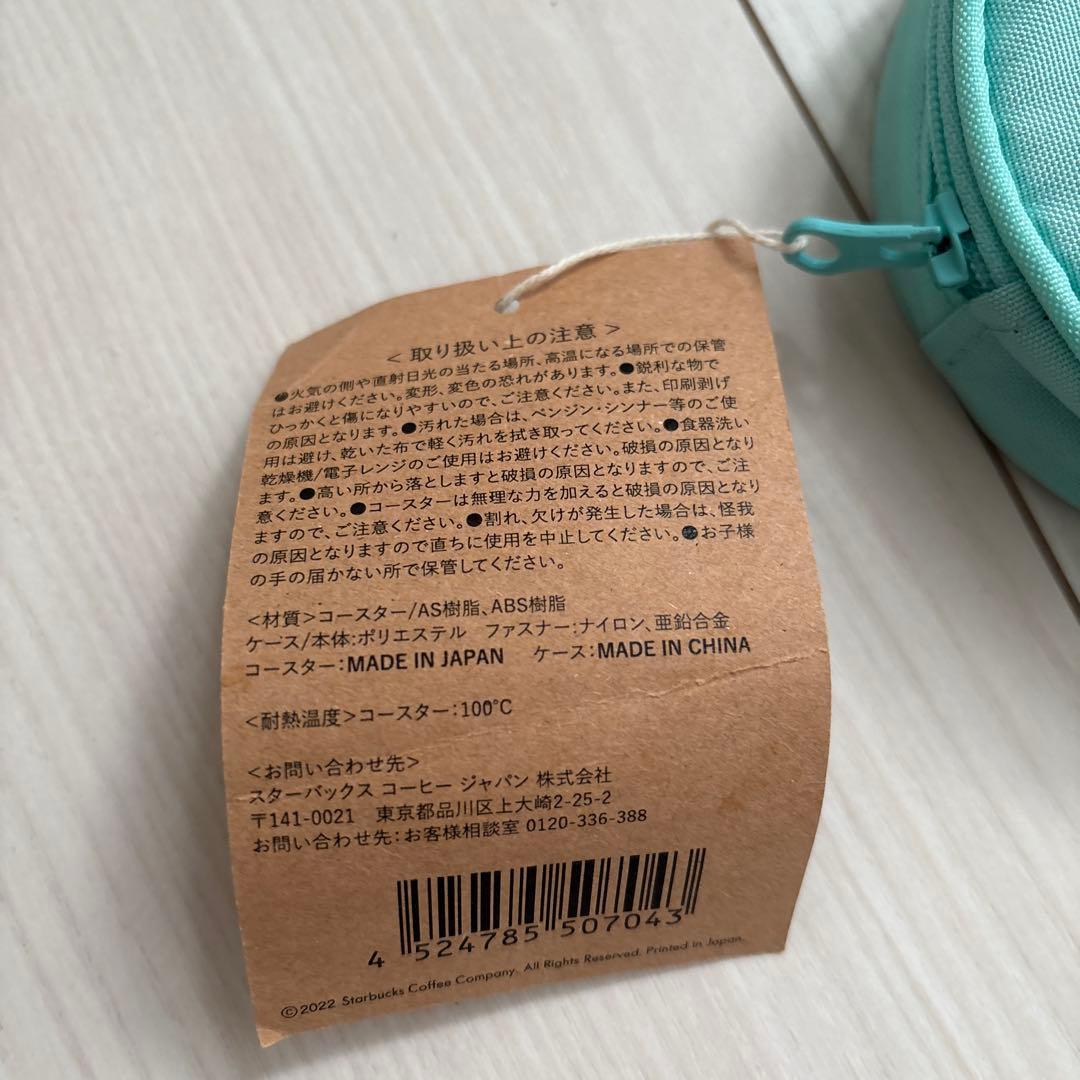 ＜取り扱い上の注意＞
●火気の側や直射日光の当たる場所、高温になる場所での保管
はお避けください。変形、変色の恐れがあります。●鋭利な物で
ひっかくと傷になりやすいので、ご注意ください。また、印刷剥げ
の原因となります。●汚れた場合は、ベンジン・シンナー等のご使
用は避け、乾いた布で軽く汚れを拭き取ってください。●食器洗い
乾燥機/電子レンジのご使用はお避けください。破損の原因となり
ます。●高い所から落としますと破損の原因となりますので、ご注
意ください。●コースターは無理な力を加えると破損の原因となり
ますので、ご注意ください。●割れ、欠けが発生した場合は、怪我
の原因となりますので直ちに使用を中止してください。●お子様
の手の届かない所で保管してください。
＜材質＞コースター/AS樹脂、ABS樹脂
ケース/本体:ポリエステル　ファスナー:ナイロン、亜鉛合金
コースター:MADE IN JAPAN　ケース:MADE IN CHINA
＜耐熱温度＞コースター:100℃
＜お問い合わせ先＞
スターバックス コーヒー ジャパン 株式会社
〒141-0021　東京都品川区上大崎2-25-2
お問い合わせ先:お客様相談室 0120-336-388
4 524785 507043
©2022 Starbucks Coffee Company. All Rights Reserved. Printed in Japan.